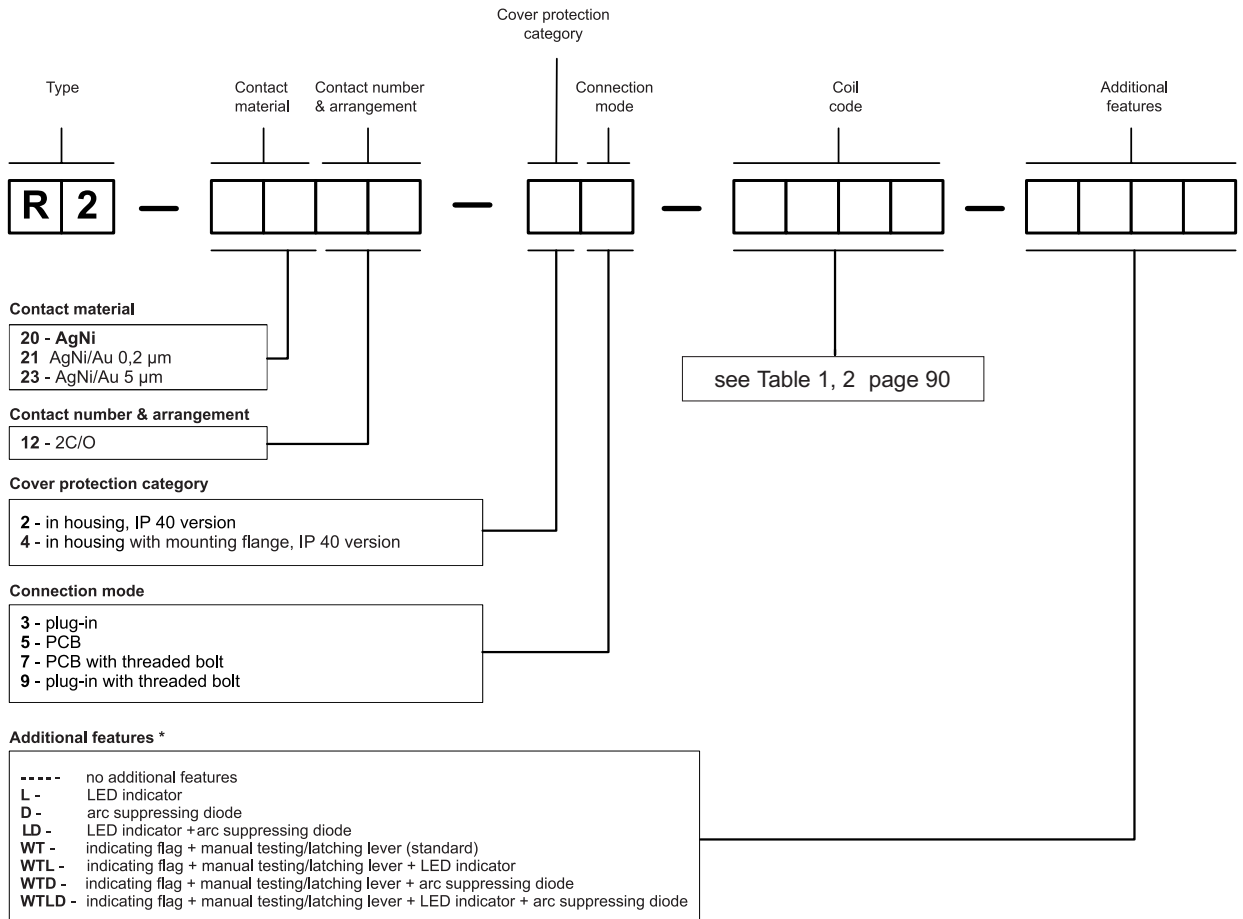 Cover protection
category
Type
Contact
material
Contact number
& arrangement
Connection
mode
Coil
code
Additional
features
R 2 — — — —
Contact material
20 - AgNi
21 AgNi/Au 0,2 µm
23 - AgNi/Au 5 µm
see Table 1, 2 page 90
Contact number & arrangement
12 - 2C/O
Cover protection category
2 - in housing, IP 40 version
4 - in housing with mounting flange, IP 40 version
Connection mode
3 - plug-in
5 - PCB
7 - PCB with threaded bolt
9 - plug-in with threaded bolt
Additional features *
----- no additional features
L - LED indicator
D - arc suppressing diode
LD - LED indicator +arc suppressing diode
WT - indicating flag + manual testing/latching lever (standard)
WTL - indicating flag + manual testing/latching lever + LED indicator
WTD - indicating flag + manual testing/latching lever + arc suppressing diode
WTLD - indicating flag + manual testing/latching lever + LED indicator + arc suppressing diode